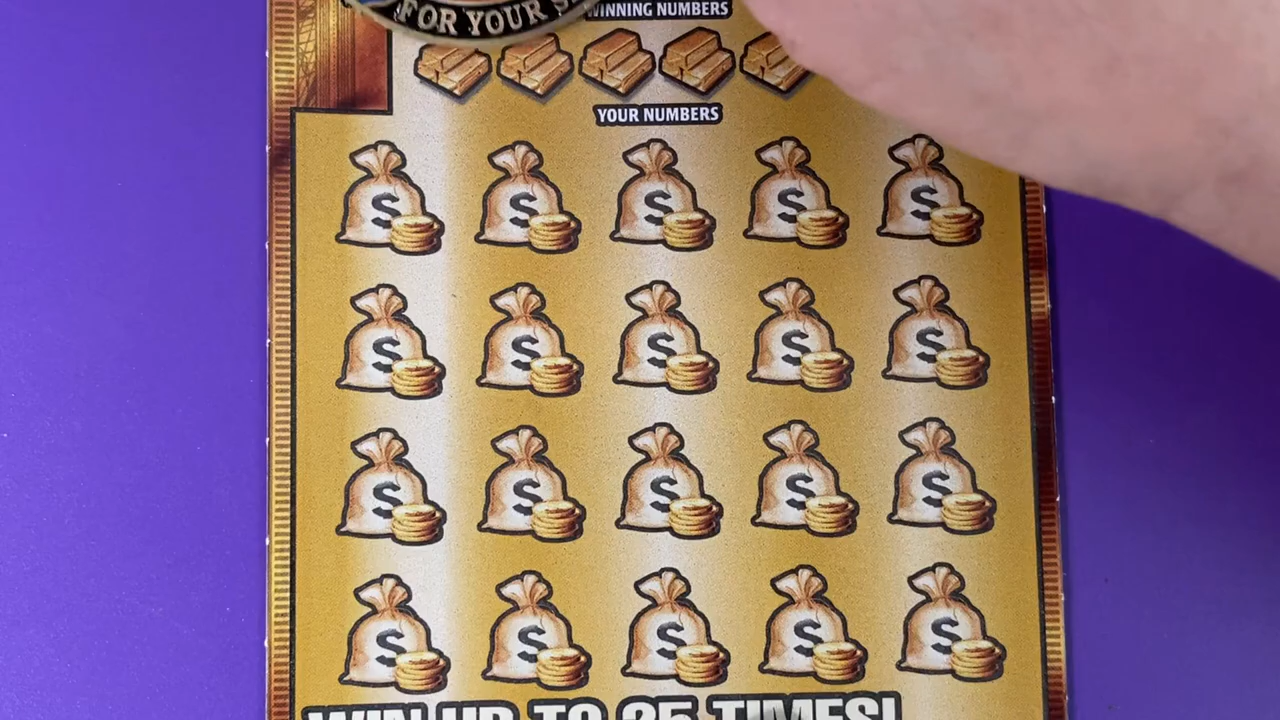 FOR YOUR
WINNING NUMBERS
YOUR NUMBERS
$ $ $ $ $
$ $ $ $ $
$ $ $ $ $
$ $ $ $ $
WIN UP TO 25 TIMES!